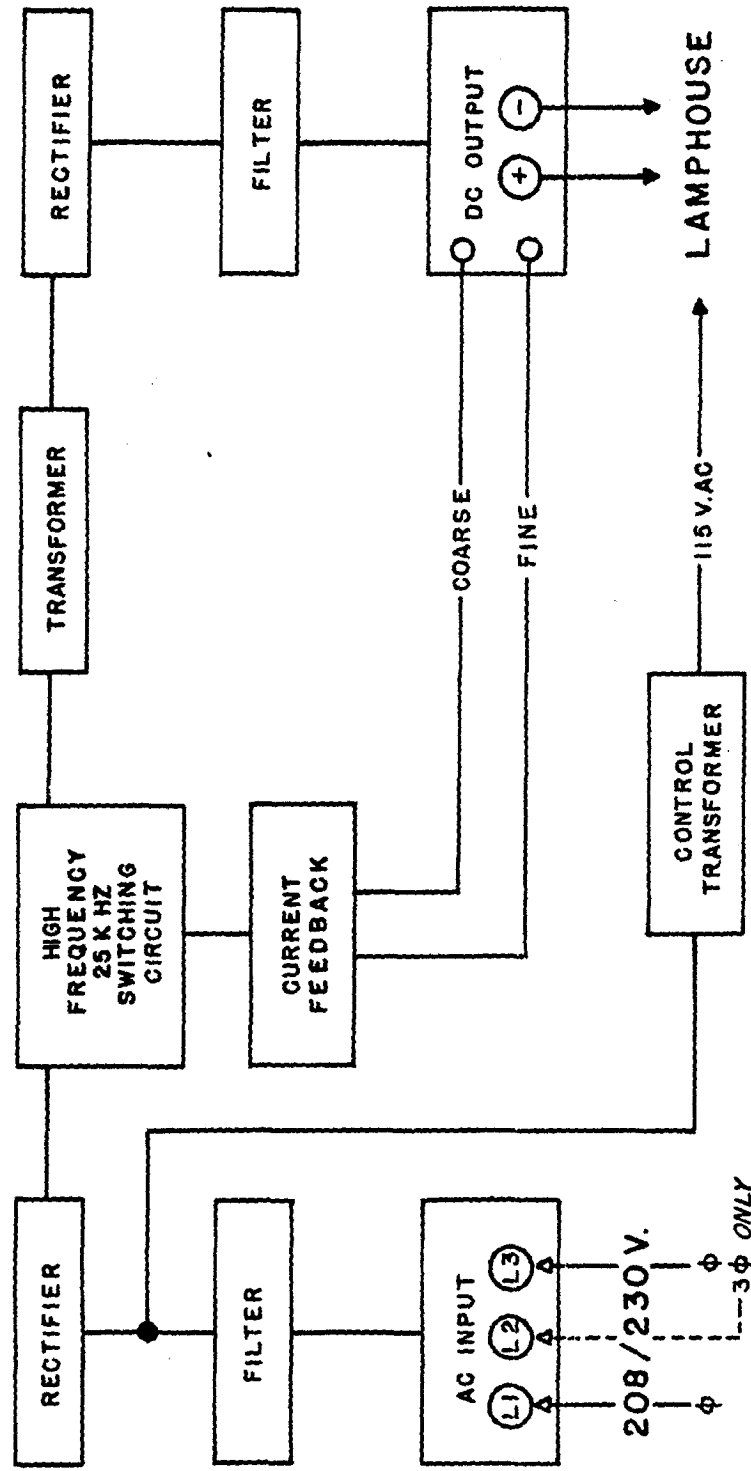 RECTIFIER
FILTER
AC INPUT
L1 L2 L3
208/230 V.
ϕ ϕ
3ϕ ONLY
HIGH
FREQUENCY
25 K HZ
SWITCHING
CIRCUIT
CURRENT
FEEDBACK
CONTROL
TRANSFORMER
TRANSFORMER
COARSE
FINE
115 V.AC
RECTIFIER
FILTER
DC OUTPUT
+ -
LAMPHOUSE